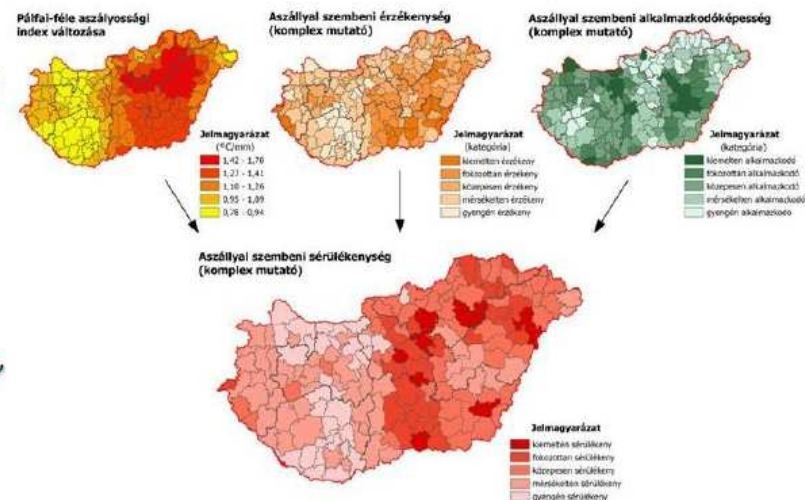 Pálfai-féle aszályossági
index változása
Jelmagyarázat
(°C/mm)
1,42 - 1,70
1,27 - 1,41
1,10 - 1,26
0,95 - 1,09
0,78 - 0,94
Aszállyal szembeni érzékenység
(komplex mutató)
Jelmagyarázat
(kategória)
kiemelten érzékeny
fokozottan érzékeny
közepesen érzékeny
mérsékelten érzékeny
gyengén érzékeny
Aszállyal szembeni alkalmazkodóképesség
(komplex mutató)
Jelmagyarázat
(kategória)
kiemelten alkalmazkodó
fokozottan alkalmazkodó
közepesen alkalmazkodó
mérsékelten alkalmazkodó
gyengén alkalmazkodó
Aszállyal szembeni sérülékenység
(komplex mutató)
Jelmagyarázat
kiemelten sérülékeny
fokozottan sérülékeny
közepesen sérülékeny
mérsékelten sérülékeny
gyengén sérülékeny